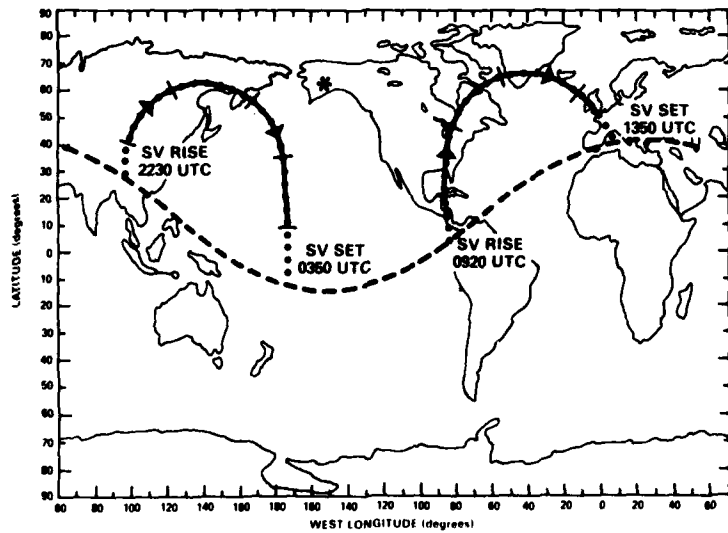 90
80
70
60
50
40
30
20
10
0
10
20
30
40
50
60
70
80
90
LATITUDE (degrees)
*
SV RISE
2230 UTC
SV SET
0350 UTC
SV RISE
0920 UTC
SV SET
1350 UTC
60 80 100 120 140 160 180 160 140 120 100 80 60 40 20 0 20 40 60
WEST LONGITUDE (degrees)